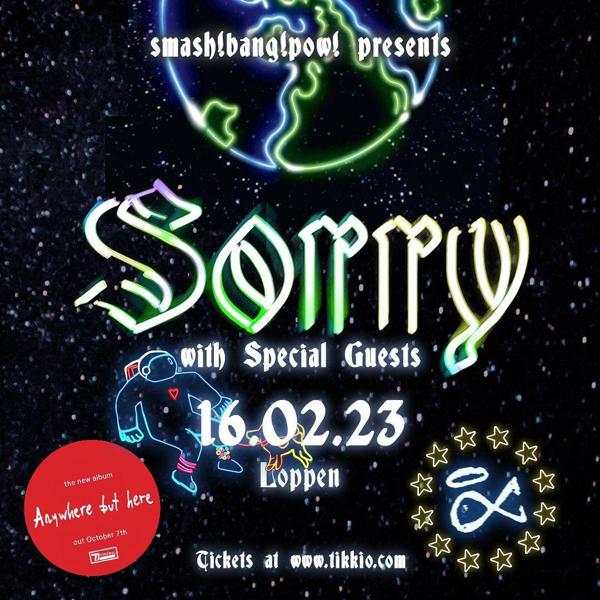 smash!bang!pow! presents
Sorry
with Special Guests
16.02.23
Loppen
the new album
Anywhere but here
out October 7th
Domino
Tickets at www.tikkio.com